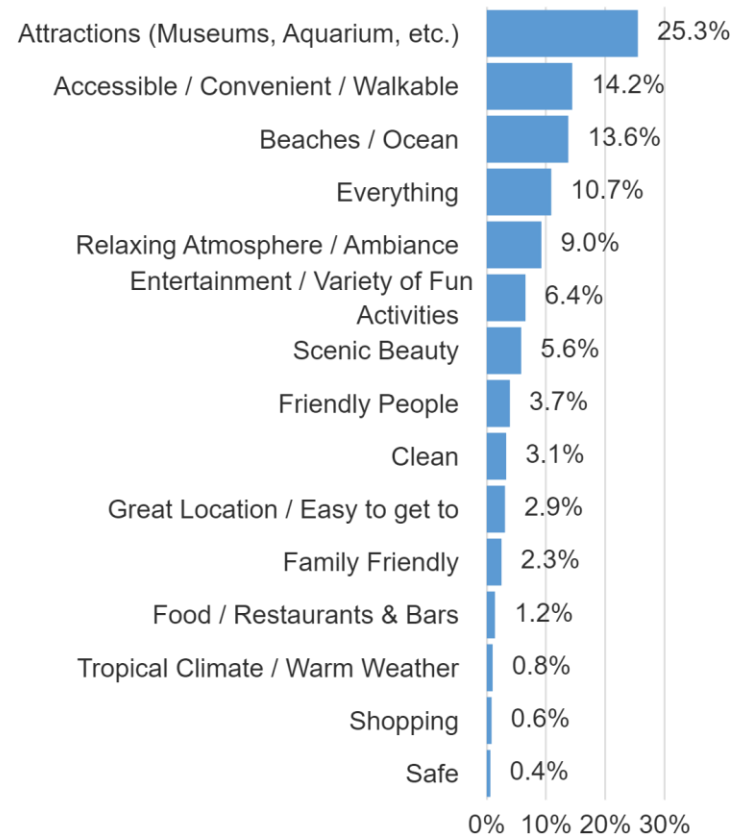 Attractions (Museums, Aquarium, etc.) 25.3%
Accessible / Convenient / Walkable 14.2%
Beaches / Ocean 13.6%
Everything 10.7%
Relaxing Atmosphere / Ambiance 9.0%
Entertainment / Variety of Fun
Activities 6.4%
Scenic Beauty 5.6%
Friendly People 3.7%
Clean 3.1%
Great Location / Easy to get to 2.9%
Family Friendly 2.3%
Food / Restaurants & Bars 1.2%
Tropical Climate / Warm Weather 0.8%
Shopping 0.6%
Safe 0.4%
0% 10% 20% 30%